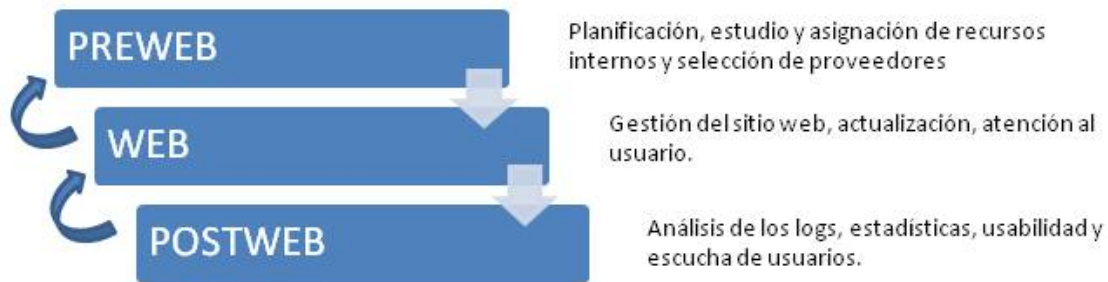 PREWEB
Planificación, estudio y asignación de recursos
internos y selección de proveedores
WEB
Gestión del sitio web, actualización, atención al
usuario.
POSTWEB
Análisis de los logs, estadísticas, usabilidad y
escucha de usuarios.